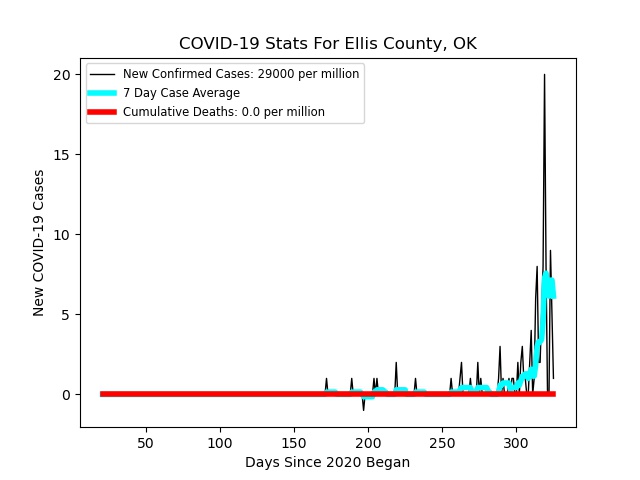 COVID-19 Stats For Ellis County, OK
New Confirmed Cases: 29000 per million
7 Day Case Average
Cumulative Deaths: 0.0 per million
New COVID-19 Cases
20
15
10
5
0
50 100 150 200 250 300
Days Since 2020 Began